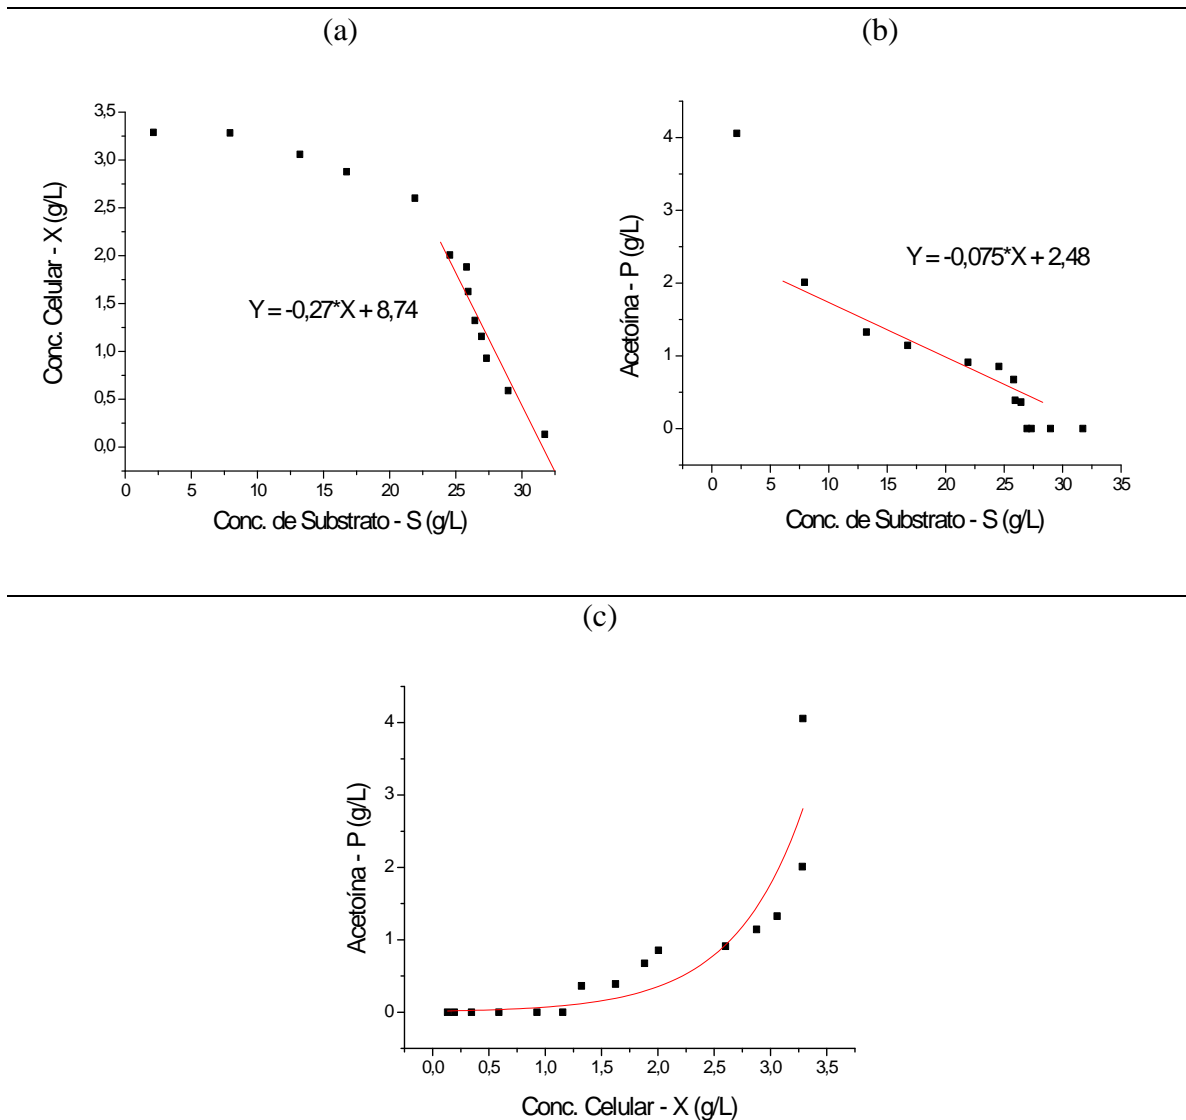 (a)
(b)
3,5
3,0
2,5
2,0
1,5
1,0
0,5
0,0
Conc. Celular - X (g/L)
Y = -0,27*X + 8,74
0 5 10 15 20 25 30
Conc. de Substrato - S (g/L)
4
3
2
1
0
Acetoína - P (g/L)
Y = -0,075*X + 2,48
0 5 10 15 20 25 30 35
Conc. de Substrato - S (g/L)
(c)
4
3
2
1
0
Acetoína - P (g/L)
0,0 0,5 1,0 1,5 2,0 2,5 3,0 3,5
Conc. Celular - X (g/L)